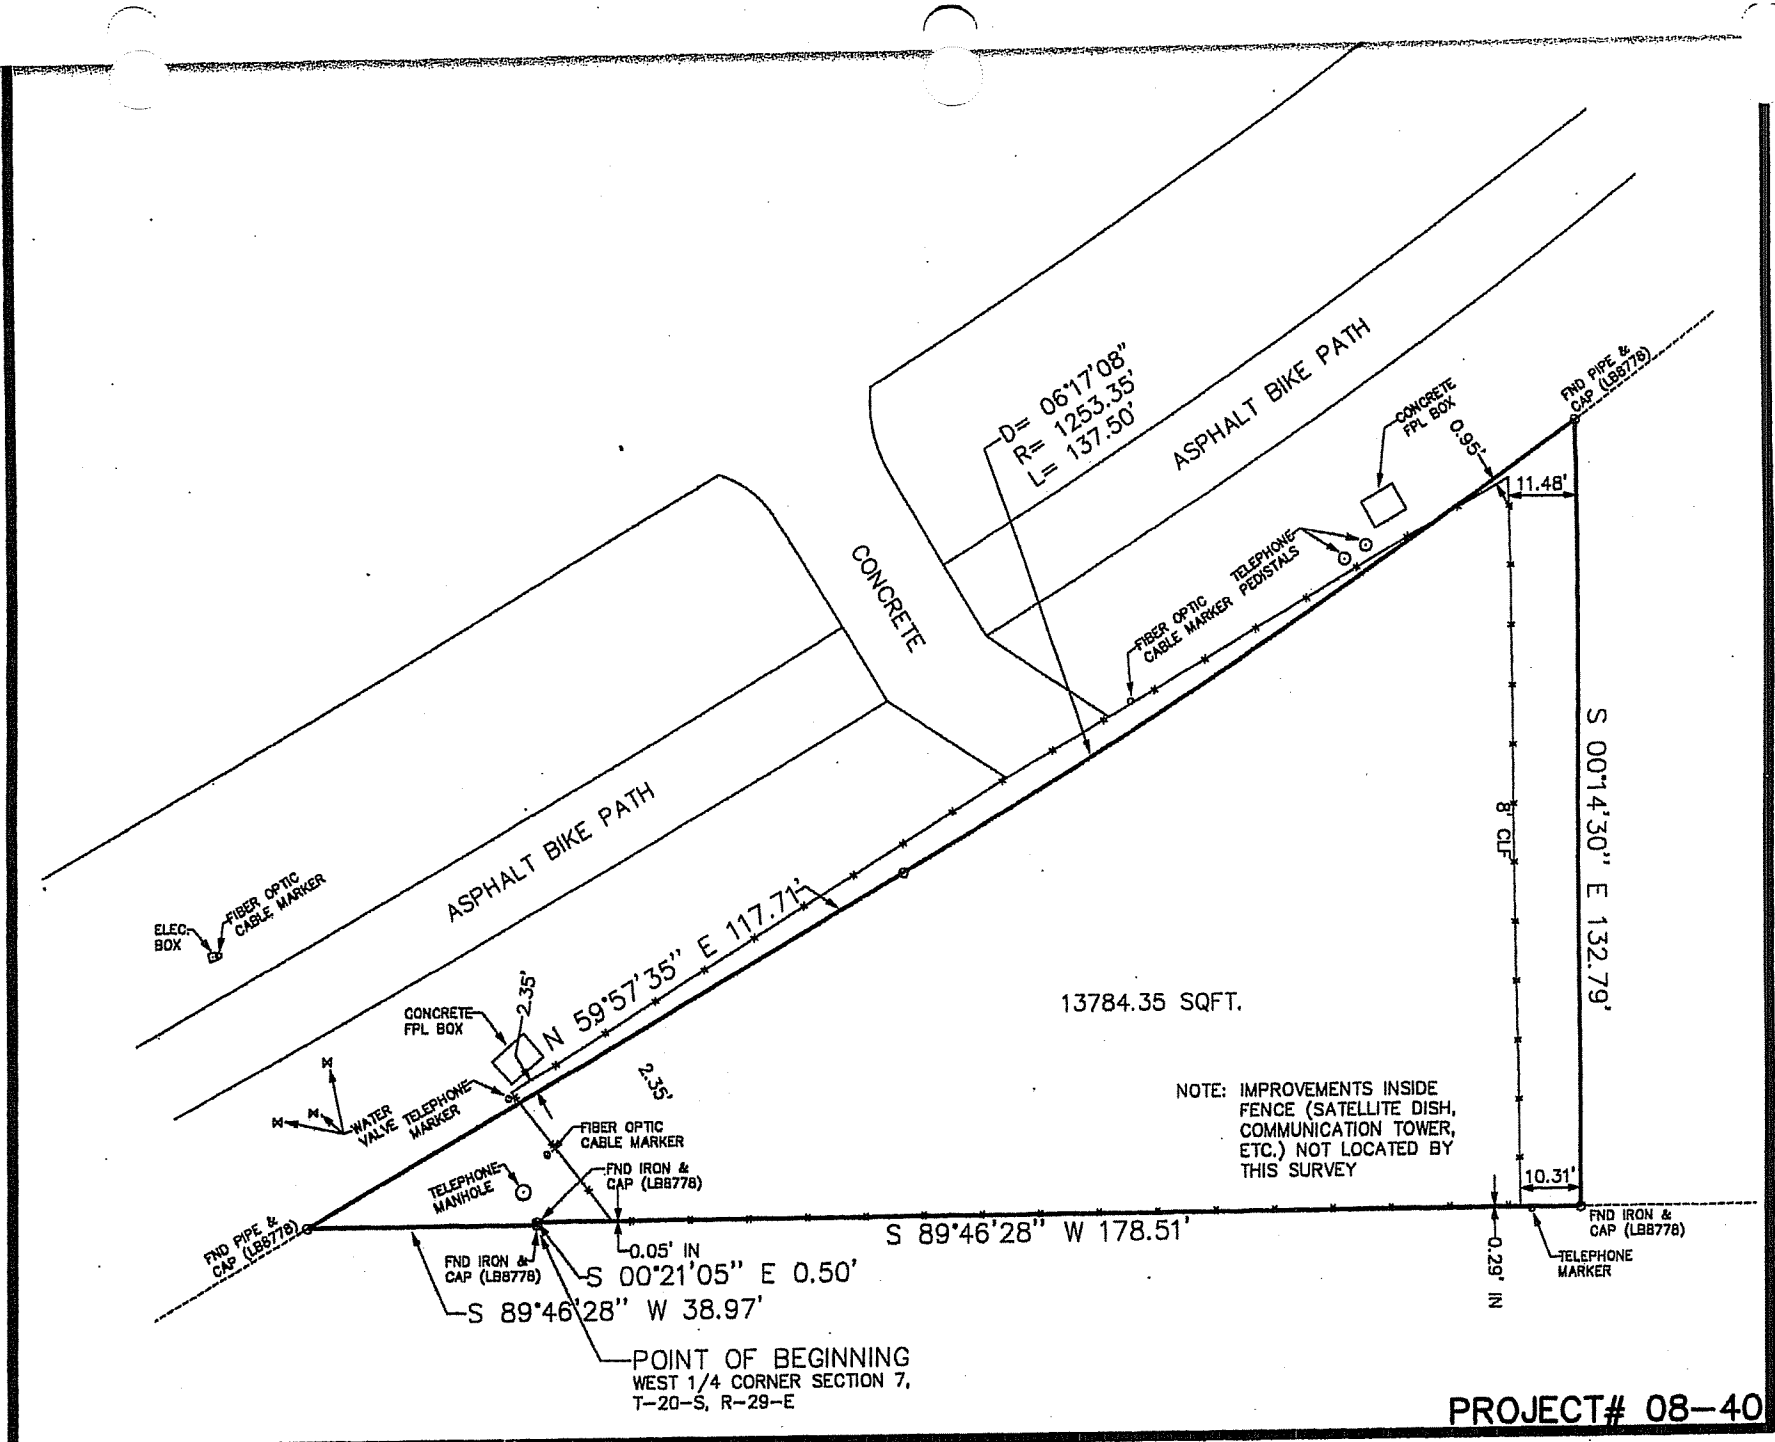 D= 06°17'08"
R= 1253.35'
L= 137.50'
ASPHALT BIKE PATH
CONCRETE
FPL BOX
0.95'
FND PIPE &
CAP (LB8778)
11.48'
TELEPHONE
PEDISTALS
FIBER OPTIC
CABLE MARKER
CONCRETE
S 00°14'30" E 132.79'
8' CLF
ASPHALT BIKE PATH
FIBER OPTIC
CABLE MARKER
ELEC.
BOX
N 59°57'35" E 117.71'
2.35'
CONCRETE
FPL BOX
13784.35 SQFT.
2.35'
TELEPHONE
MARKER
WATER
VALVE
NOTE: IMPROVEMENTS INSIDE
FENCE (SATELLITE DISH,
COMMUNICATION TOWER,
ETC.) NOT LOCATED BY
THIS SURVEY
FIBER OPTIC
CABLE MARKER
TELEPHONE
MANHOLE
FND IRON &
CAP (LB8778)
10.31'
FND PIPE &
CAP (LB8778)
FND IRON &
CAP (LB8778)
0.05' IN
S 89°46'28" W 178.51'
0.29' IN
FND IRON &
CAP (LB8778)
TELEPHONE
MARKER
S 00°21'05" E 0.50'
S 89°46'28" W 38.97'
POINT OF BEGINNING
WEST 1/4 CORNER SECTION 7,
T-20-S, R-29-E
PROJECT# 08-40